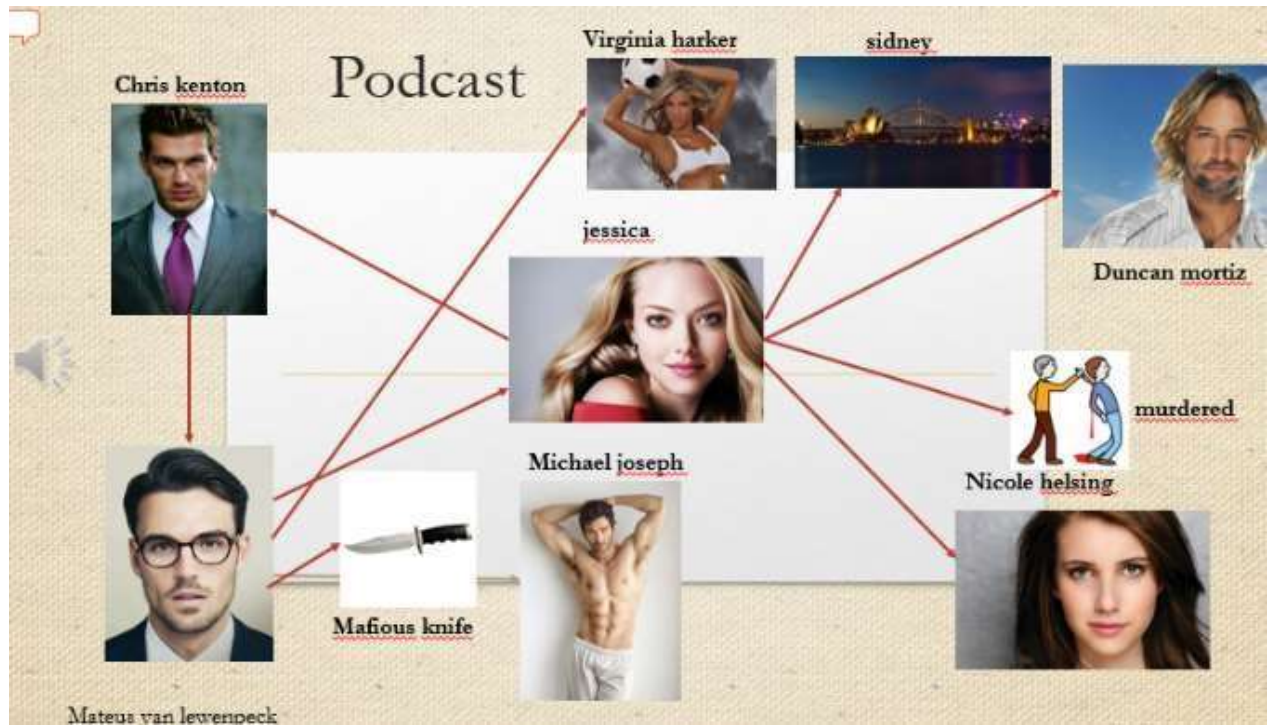 Virginia harker
sidney
Chris kenton
Podcast
jessica
Duncan mortiz
murdered
Michael joseph
Nicole helsing
Mafious knife
Mateus van lewenpeck